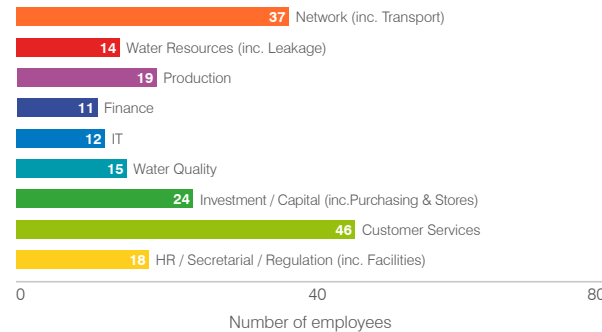 37 Network (inc. Transport)
14 Water Resources (inc. Leakage)
19 Production
11 Finance
12 IT
15 Water Quality
24 Investment / Capital (inc.Purchasing & Stores)
46 Customer Services
18 HR / Secretarial / Regulation (inc. Facilities)
0 40 80
Number of employees